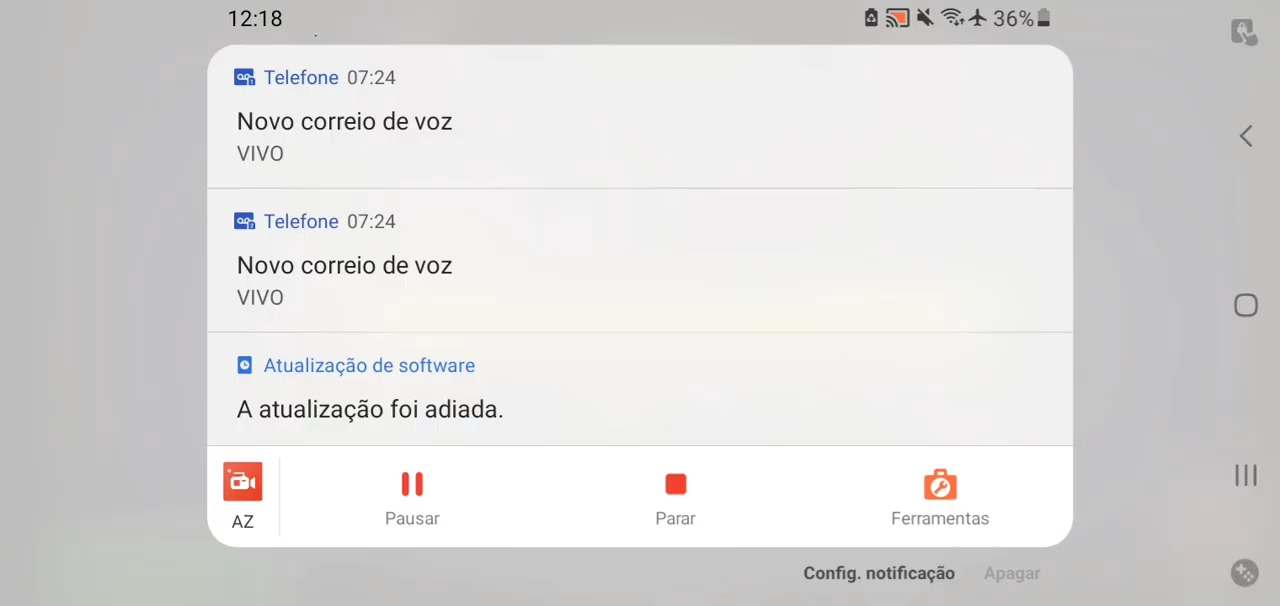 12:18
36%
Telefone 07:24
Novo correio de voz
VIVO
Telefone 07:24
Novo correio de voz
VIVO
Atualização de software
A atualização foi adiada.
AZ
Pausar
Parar
Ferramentas
Config. notificação
Apagar